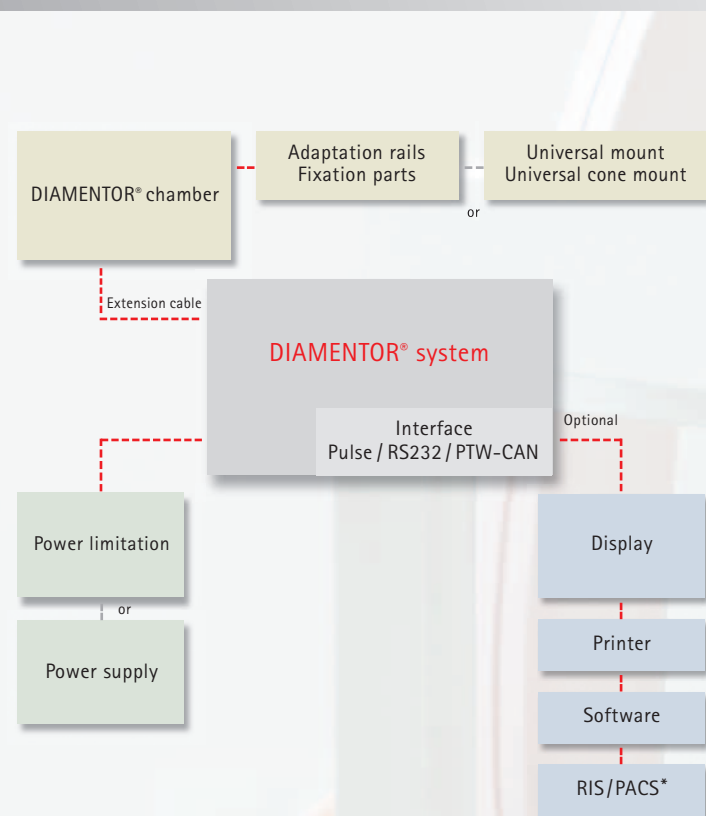 DIAMENTOR® chamber
Adaptation rails
Fixation parts
or
Universal mount
Universal cone mount
Extension cable
DIAMENTOR® system
Interface
Pulse / RS232 / PTW-CAN
Optional
Power limitation
or
Power supply
Display
Printer
Software
RIS/PACS*